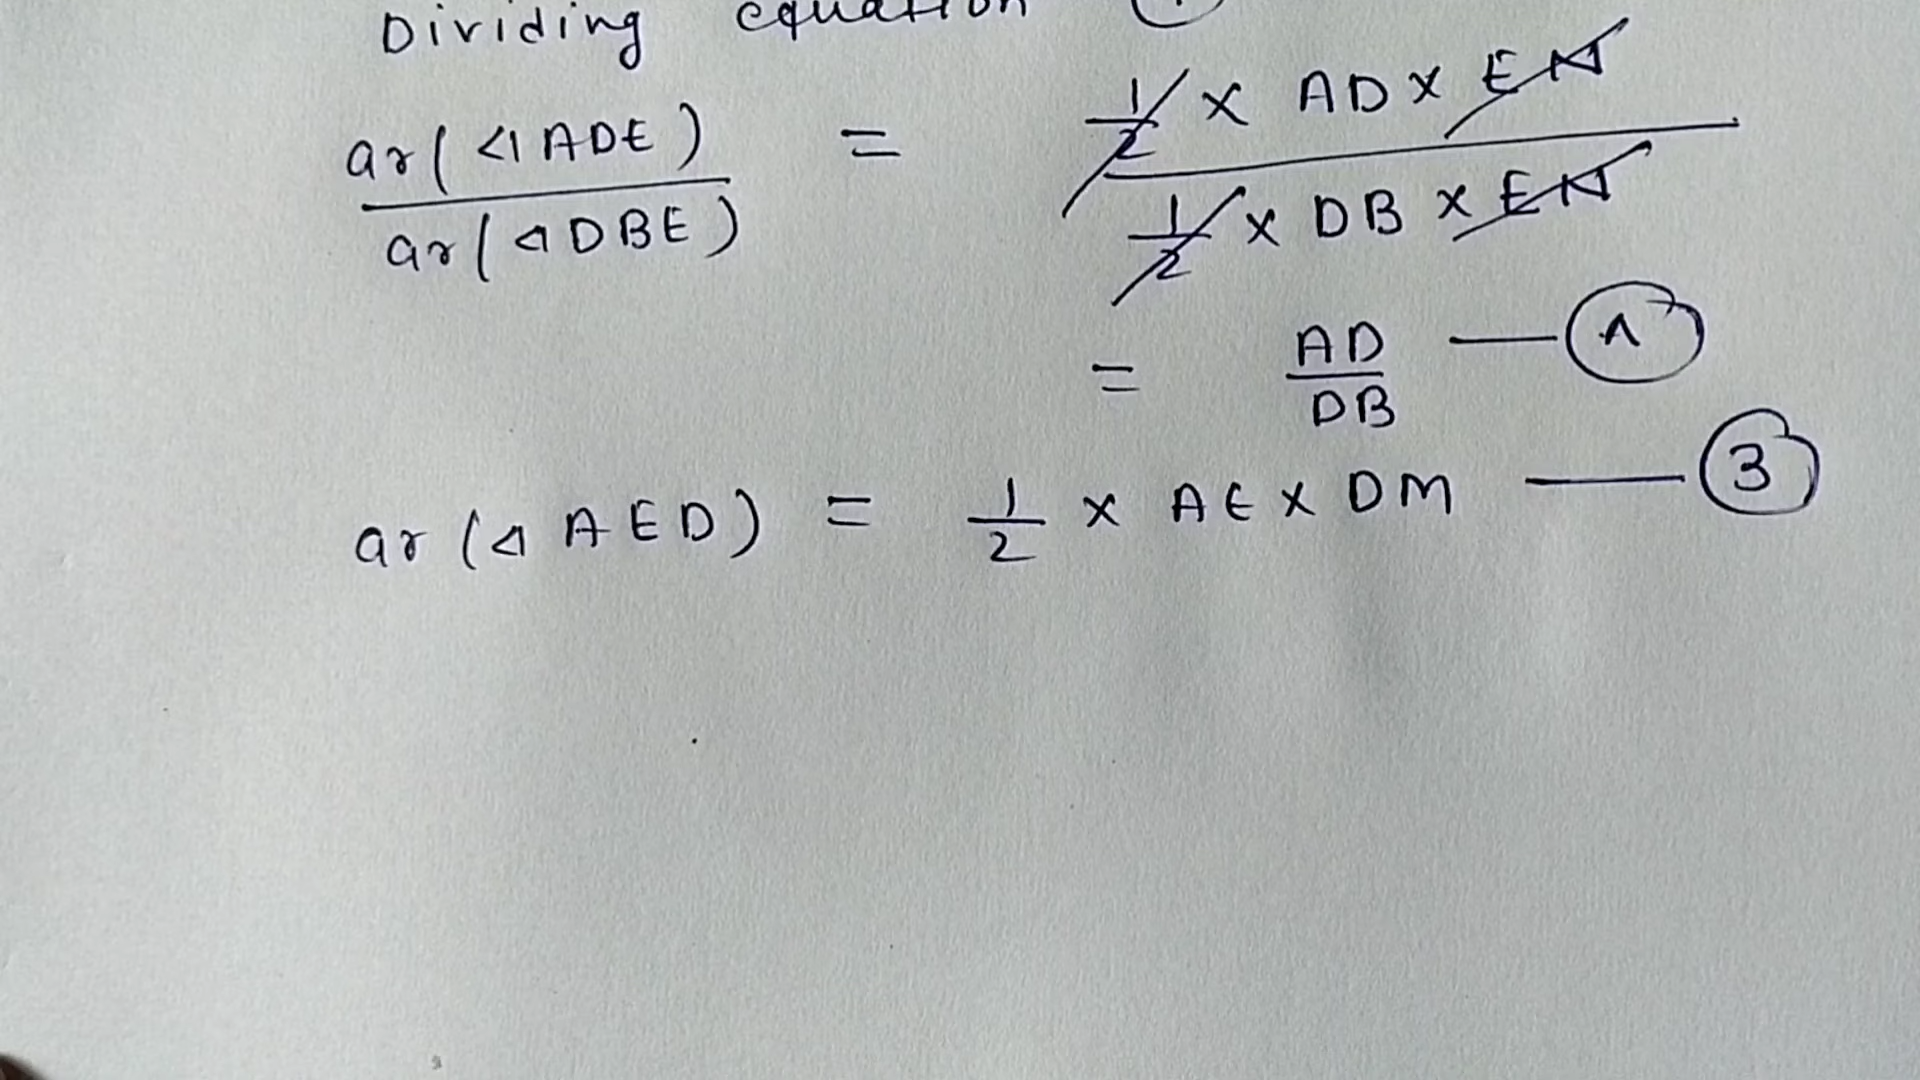 Dividing equation
ar(△ADE) / ar(△DBE) = 1/2 × AD × EN / 1/2 × DB × EN
= AD/DB — (A)
ar(△AED) = 1/2 × AE × DM — (3)